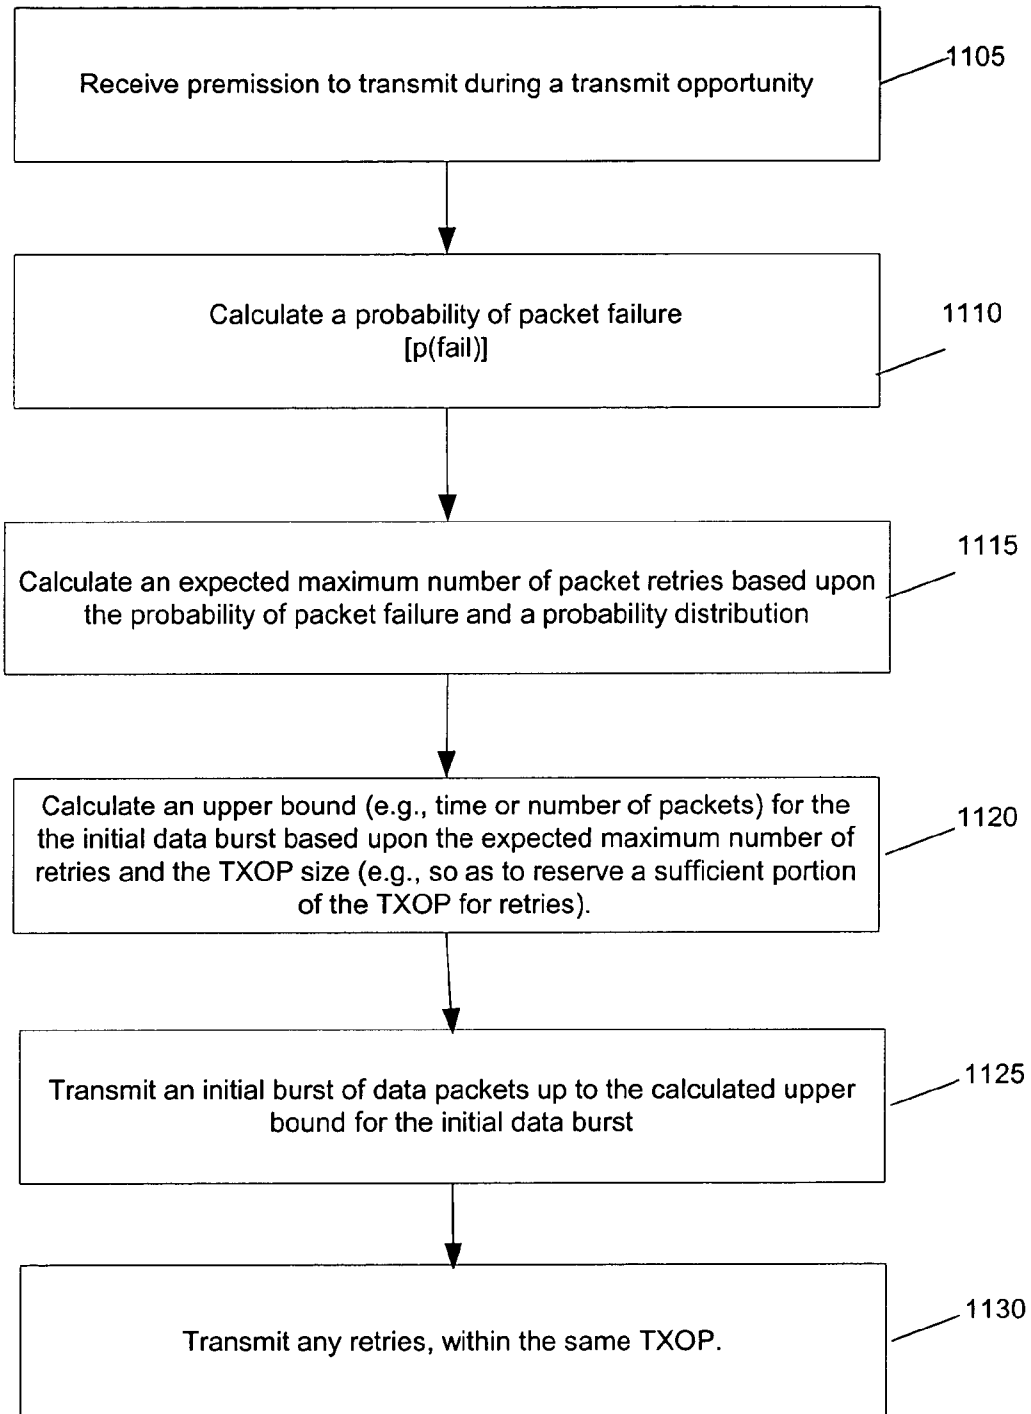 Receive premission to transmit during a transmit opportunity
1105
Calculate a probability of packet failure
[p(fail)]
1110
Calculate an expected maximum number of packet retries based upon
the probability of packet failure and a probability distribution
1115
Calculate an upper bound (e.g., time or number of packets) for the
the initial data burst based upon the expected maximum number of
retries and the TXOP size (e.g., so as to reserve a sufficient portion
of the TXOP for retries).
1120
Transmit an initial burst of data packets up to the calculated upper
bound for the initial data burst
1125
Transmit any retries, within the same TXOP.
1130